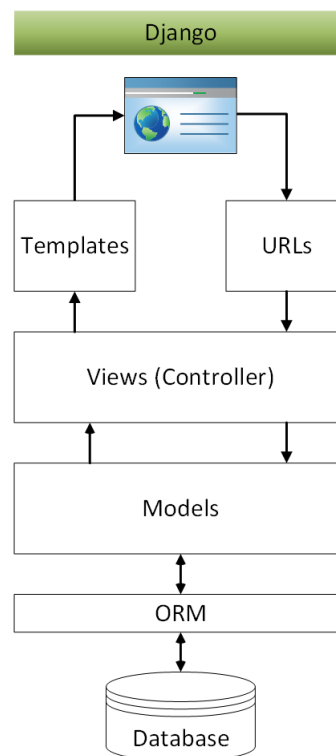 Django
Templates
URLs
Views (Controller)
Models
ORM
Database